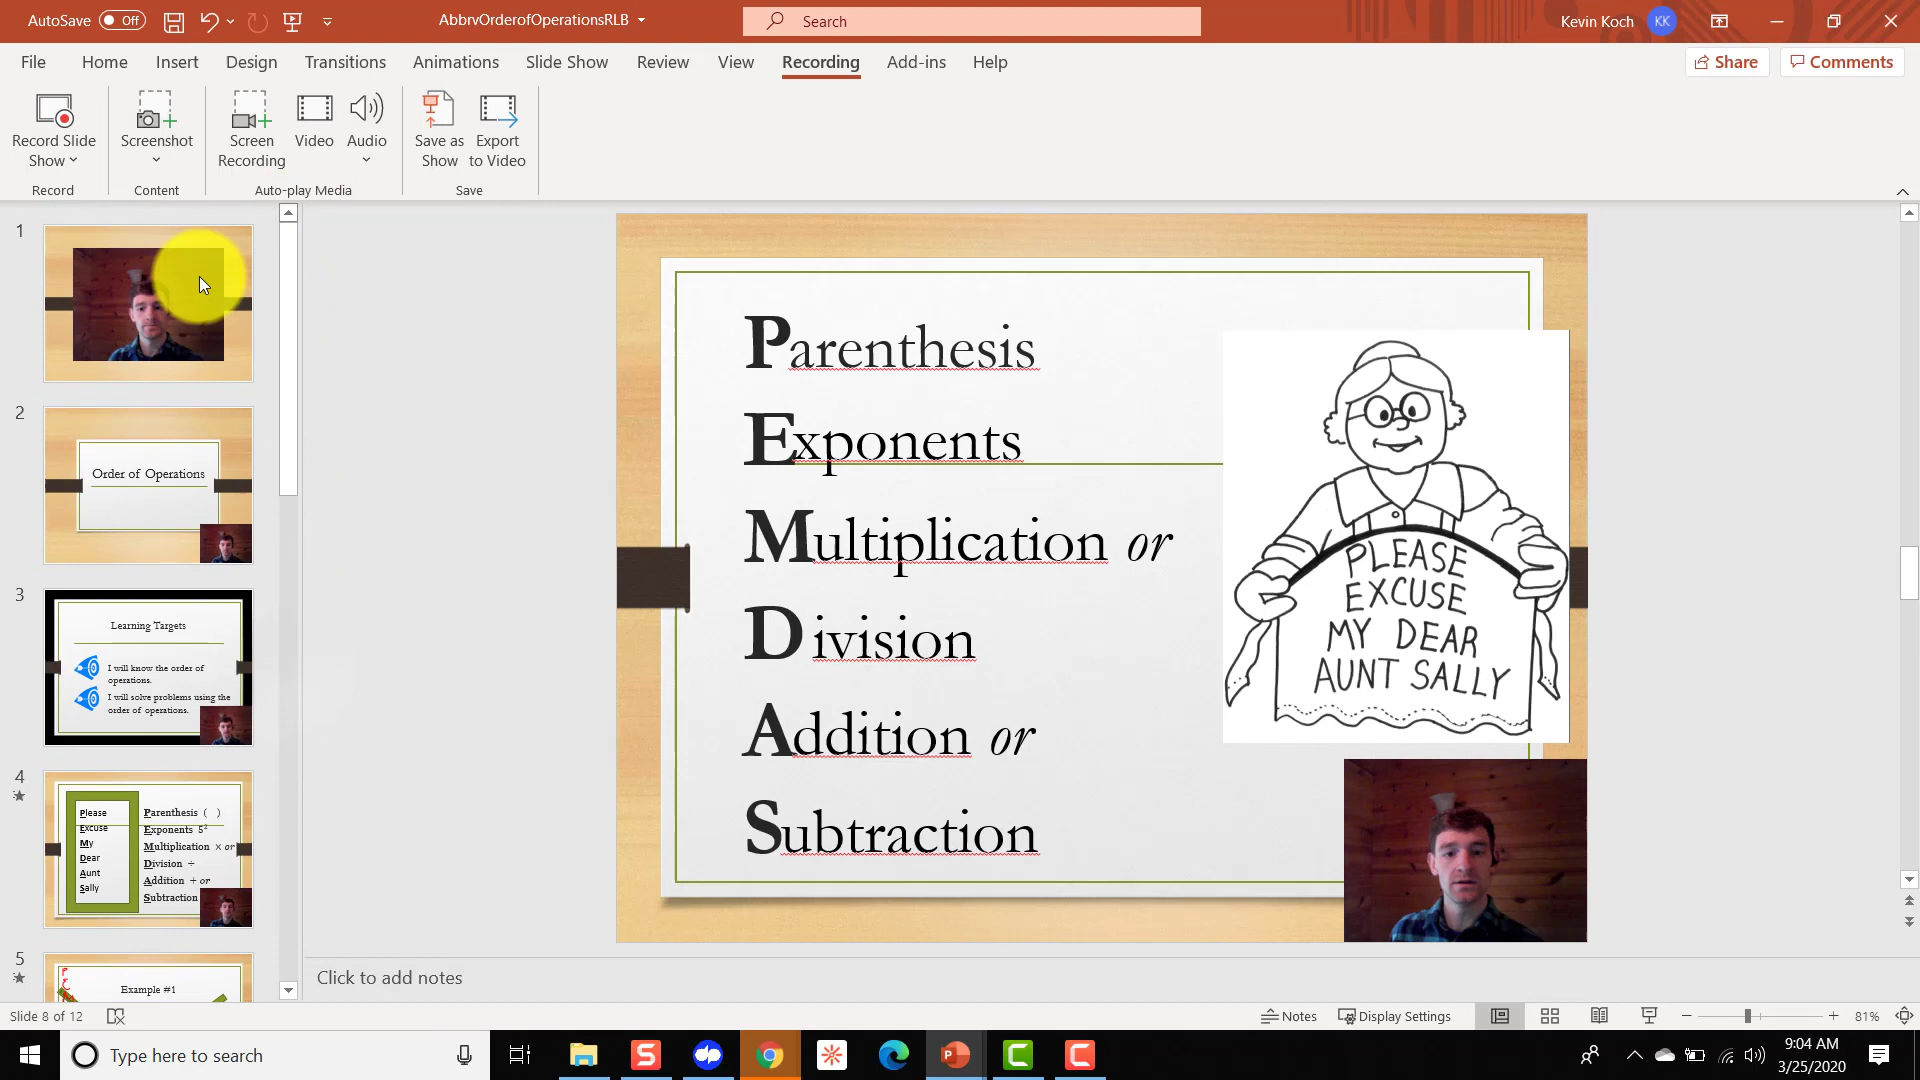 AutoSave Off
AbbrvOrderofOperationsRLB
Search
Kevin Koch KK
File Home Insert Design Transitions Animations Slide Show Review View Recording Add-ins Help
Share Comments
Record Slide Show
Screenshot
Screen Recording
Video
Audio
Save as Show
Export to Video
Record
Content
Auto-play Media
Save
1
2
Order of Operations
3
Learning Targets
I will know the order of
operations.
I will solve problems using the
order of operations.
4
Please
Excuse
My
Dear
Aunt
Sally
Parenthesis ( )
Exponents 5²
Multiplication × or
Division ÷
Addition + or
Subtraction
5
Example #1
Parenthesis
Exponents
Multiplication or
Division
Addition or
Subtraction
PLEASE
EXCUSE
MY DEAR
AUNT SALLY
Click to add notes
Slide 8 of 12
Notes
Display Settings
81%
Type here to search
9:04 AM
3/25/2020